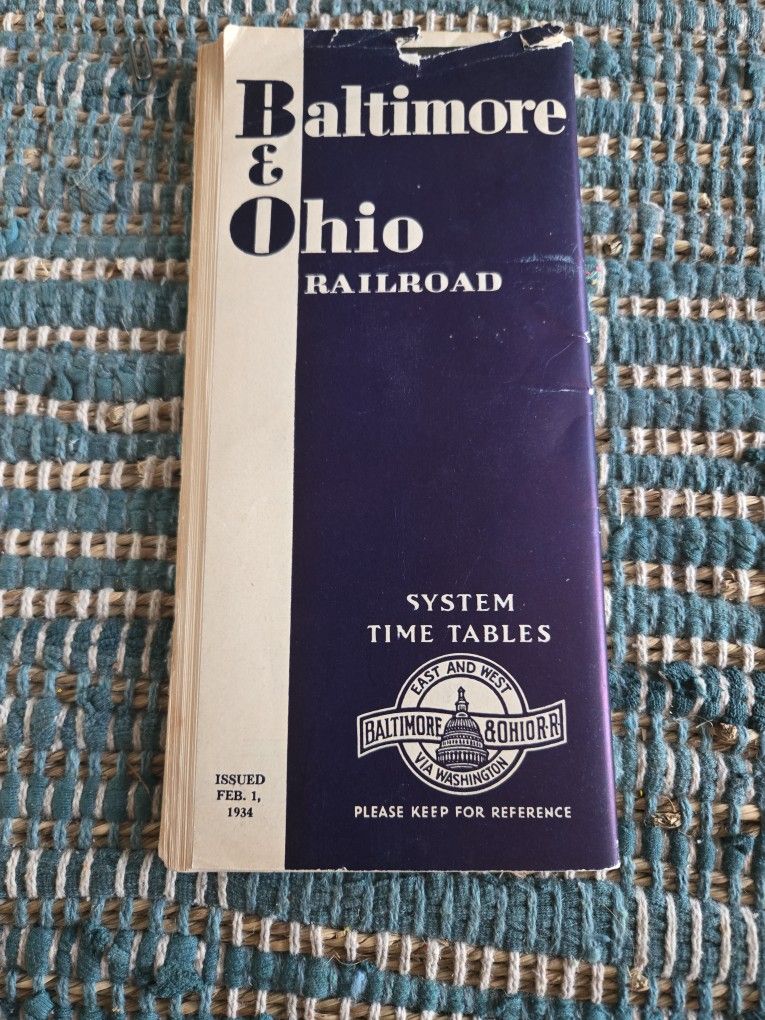 Baltimore
&
Ohio
RAILROAD
SYSTEM
TIME TABLES
EAST AND WEST
BALTIMORE & OHIO R·R
VIA WASHINGTON
PLEASE KEEP FOR REFERENCE
ISSUED
FEB. 1,
1934